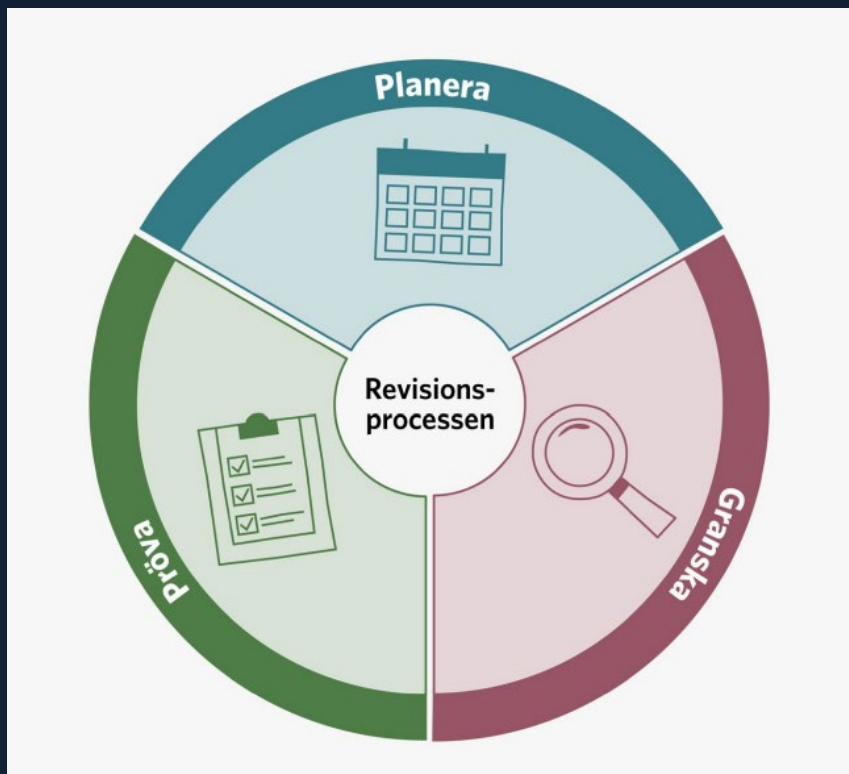 Planera
Revisions-
processen
Granska
Pröva